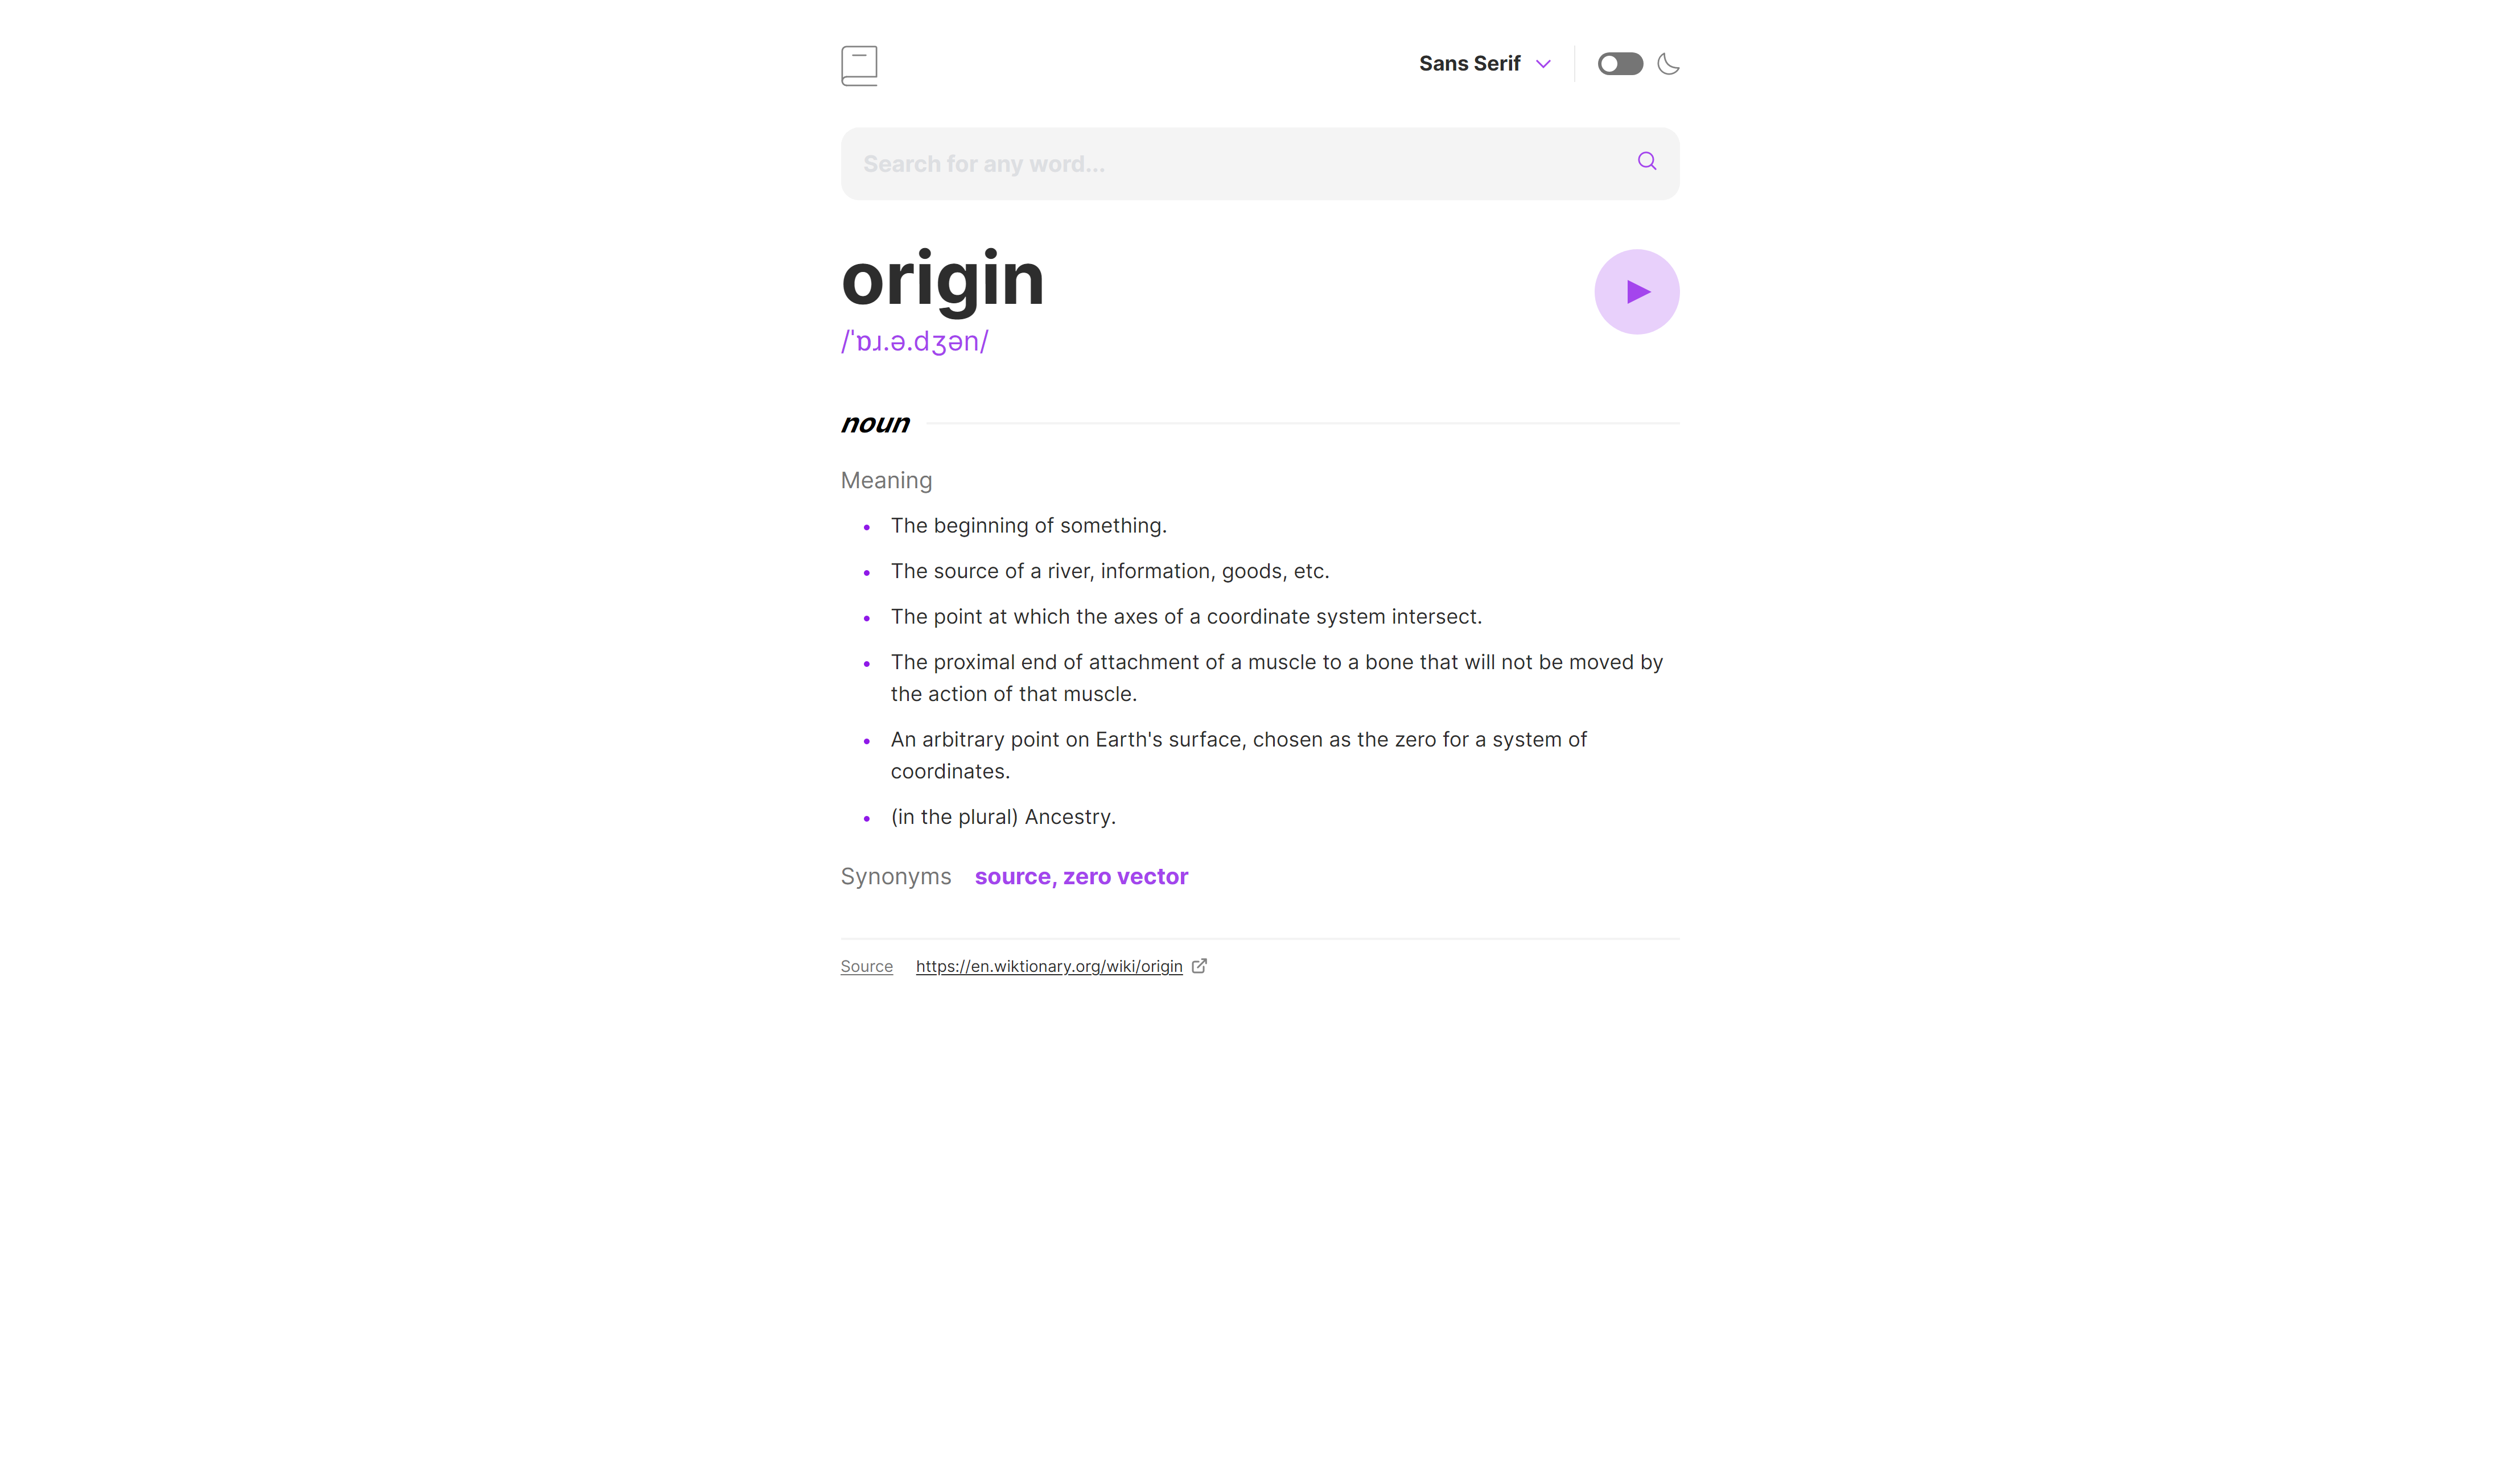 Sans Serif
Search for any word...
origin
/ˈɒɹ.ə.dʒən/
noun
Meaning
The beginning of something.
The source of a river, information, goods, etc.
The point at which the axes of a coordinate system intersect.
The proximal end of attachment of a muscle to a bone that will not be moved by
the action of that muscle.
An arbitrary point on Earth's surface, chosen as the zero for a system of
coordinates.
(in the plural) Ancestry.
Synonyms source, zero vector
Source https://en.wiktionary.org/wiki/origin